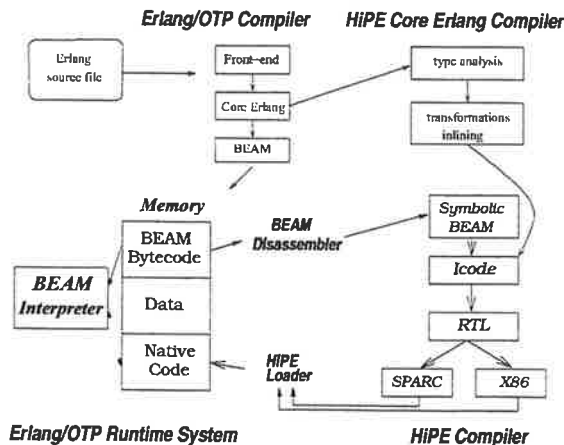 Erlang/OTP Compiler
HiPE Core Erlang Compiler
Erlang
source file
Front-end
Core Erlang
BEAM
type analysis
transformations
inlining
Memory
BEAM
Bytecode
Data
Native
Code
BEAM
Interpreter
BEAM
Disassembler
Symbolic
BEAM
Icode
RTL
SPARC
X86
HiPE
Loader
Erlang/OTP Runtime System
HiPE Compiler